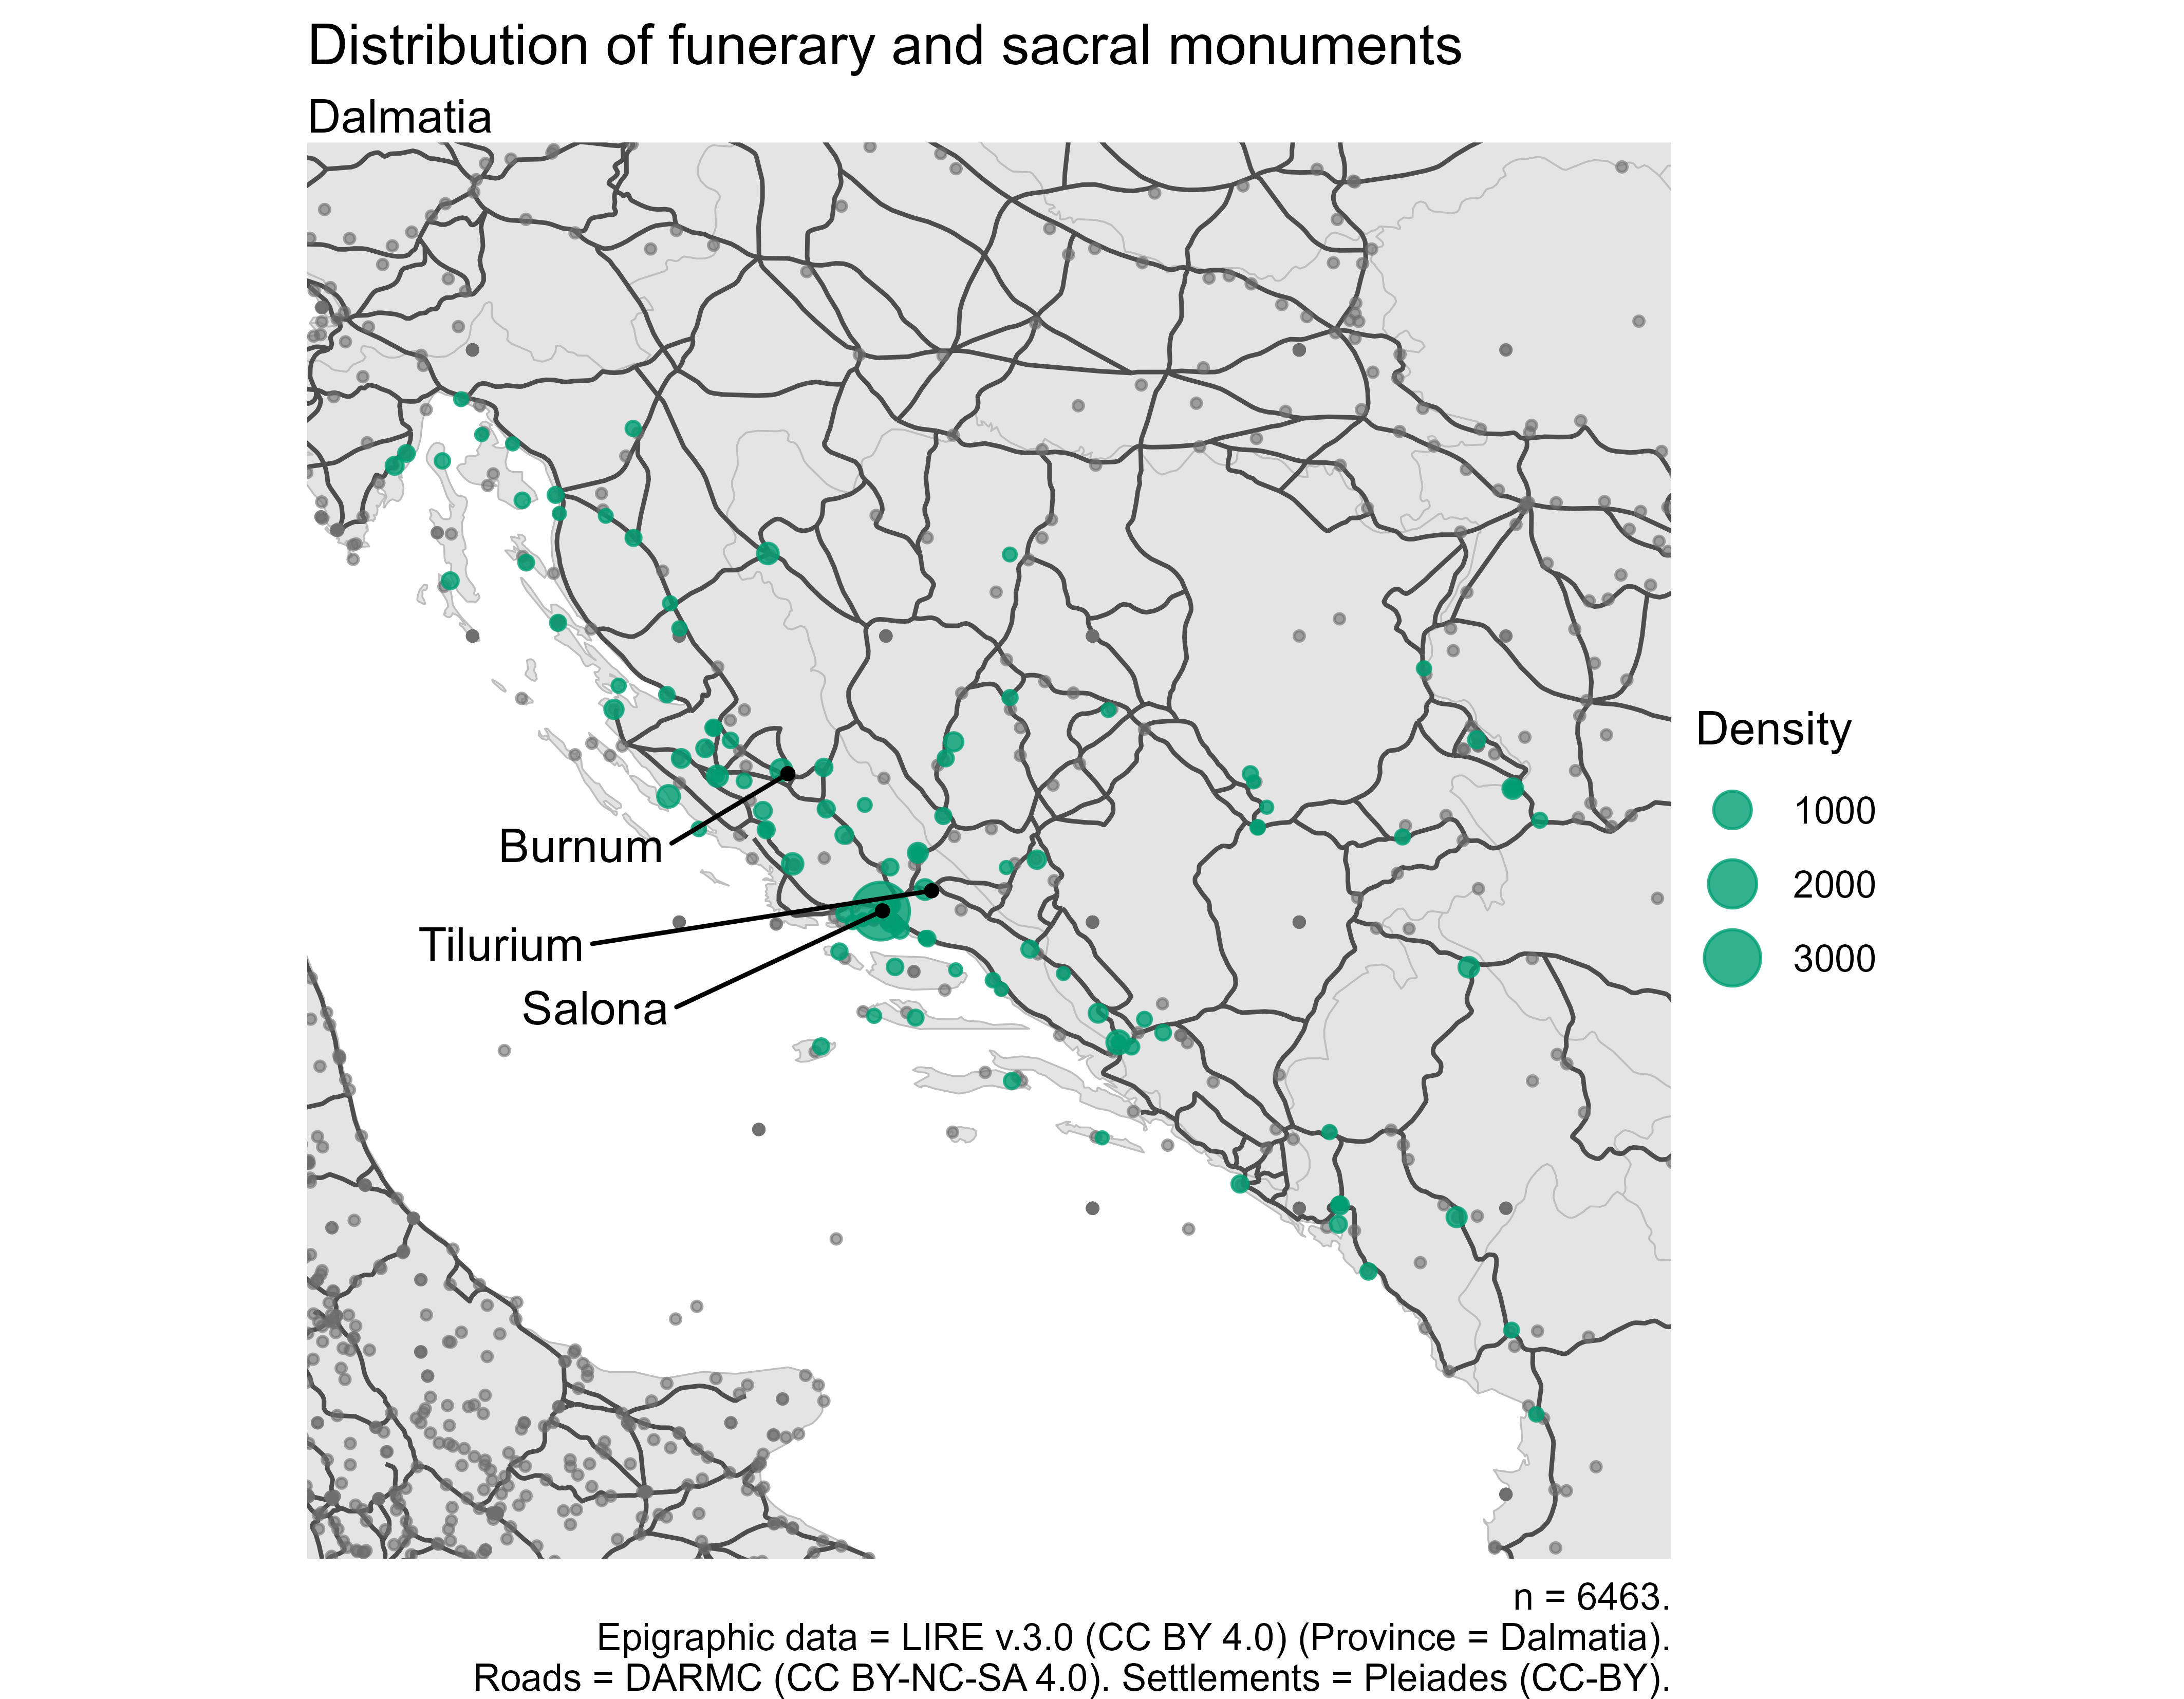 Distribution of funerary and sacral monuments
Dalmatia
Burnum
Tilurium
Salona
Density
1000
2000
3000
n = 6463.
Epigraphic data = LIRE v.3.0 (CC BY 4.0) (Province = Dalmatia).
Roads = DARMC (CC BY-NC-SA 4.0). Settlements = Pleiades (CC-BY).